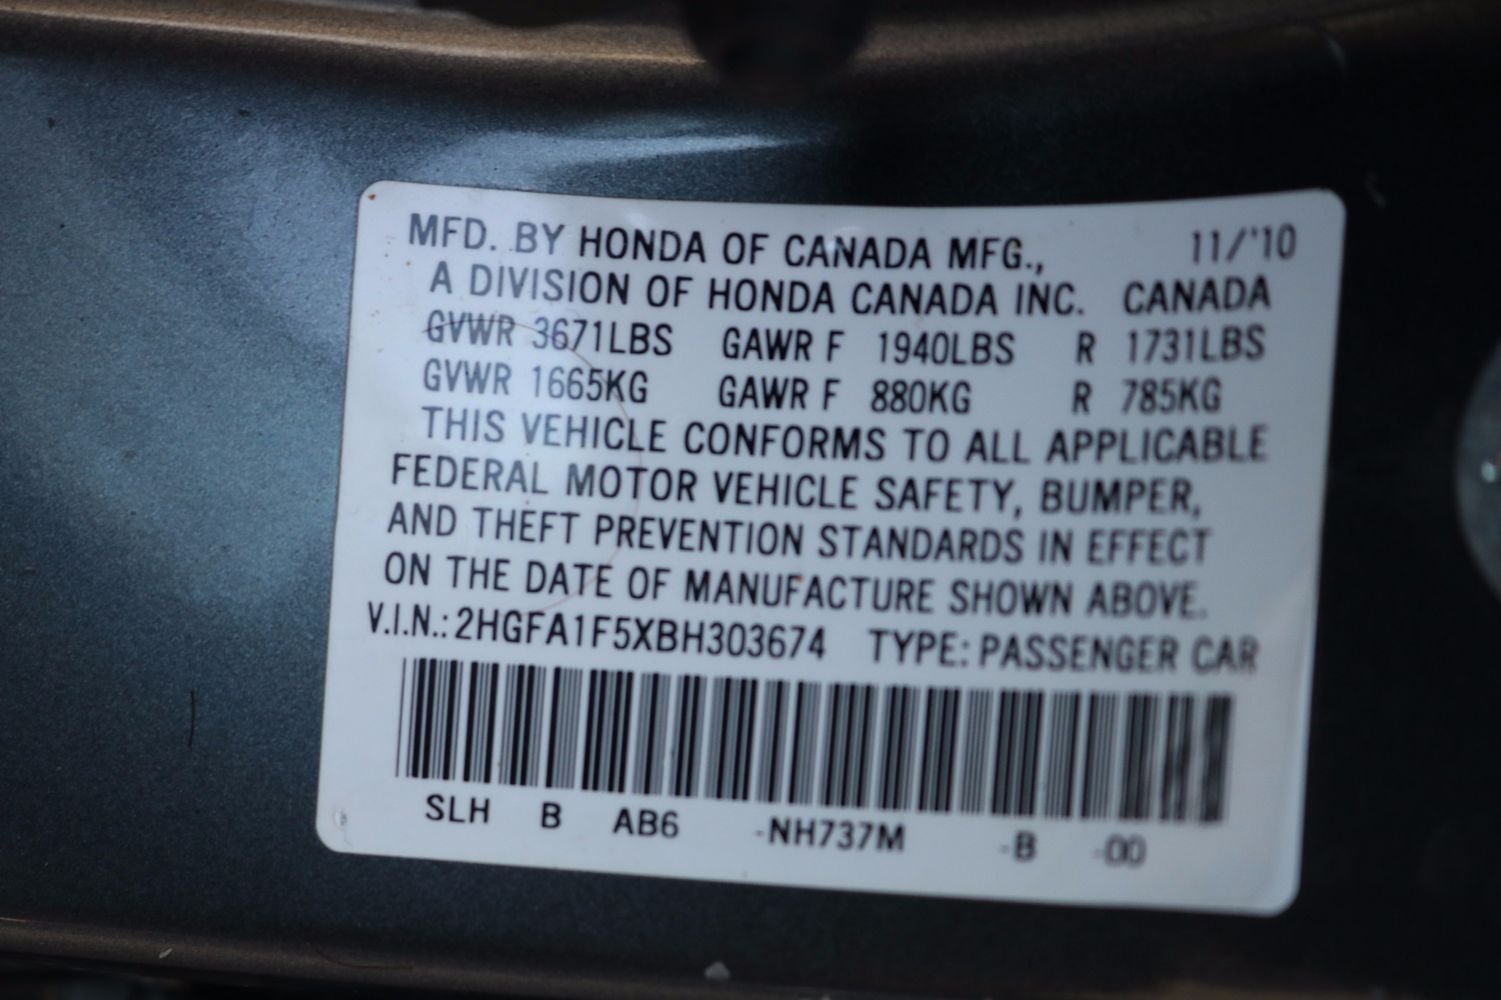 MFD. BY HONDA OF CANADA MFG., 11/'10
A DIVISION OF HONDA CANADA INC. CANADA
GVWR 3671LBS GAWR F 1940LBS R 1731LBS
GVWR 1665KG GAWR F 880KG R 785KG
THIS VEHICLE CONFORMS TO ALL APPLICABLE
FEDERAL MOTOR VEHICLE SAFETY, BUMPER,
AND THEFT PREVENTION STANDARDS IN EFFECT
ON THE DATE OF MANUFACTURE SHOWN ABOVE.
V.I.N.: 2HGFA1F5XBH303674 TYPE: PASSENGER CAR
SLH B AB6 -NH737M -B -00